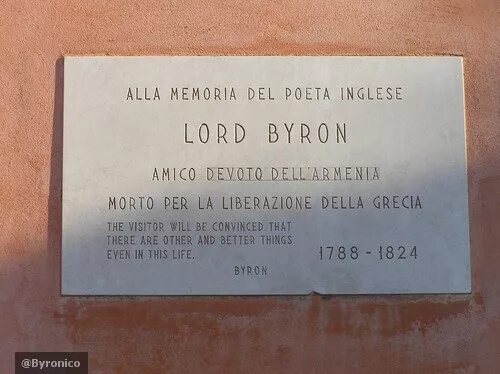 ALLA MEMORIA DEL POETA INGLESE
LORD BYRON
AMICO DEVOTO DELL'ARMENIA
MORTO PER LA LIBERAZIONE DELLA GRECIA
THE VISITOR WILL BE CONVINCED THAT
THERE ARE OTHER AND BETTER THINGS
EVEN IN THIS LIFE.
BYRON
1788 - 1824
@Byronico